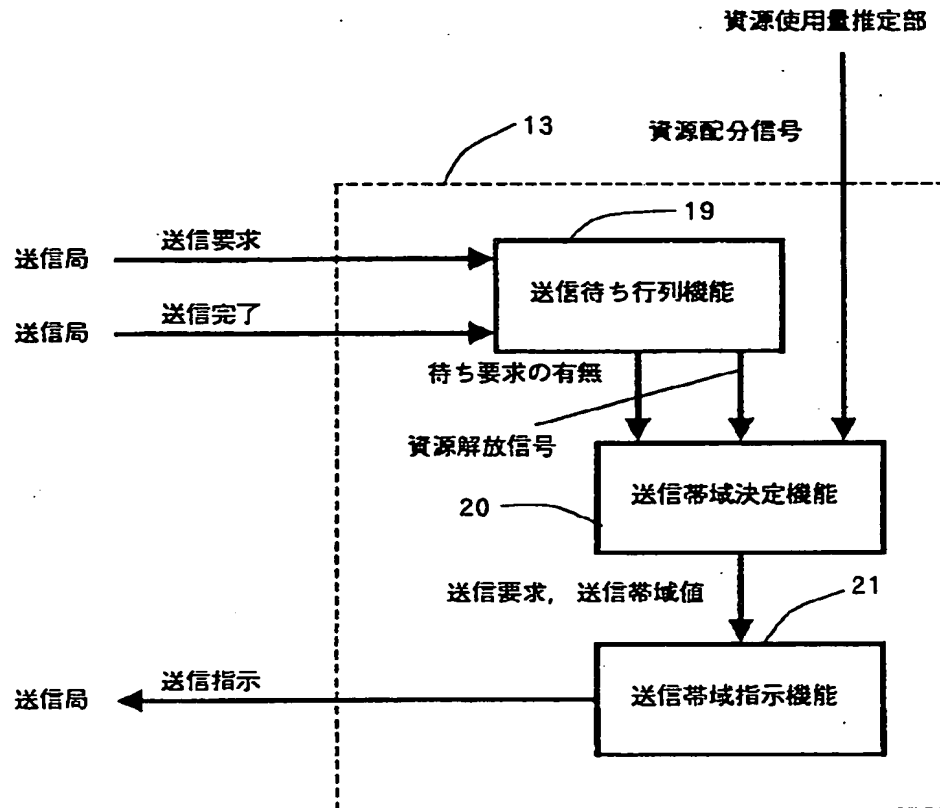 資源使用量推定部
13
資源配分信号
19
送信局
送信要求
送信待ち行列機能
送信局
送信完了
待ち要求の有無
資源解放信号
送信帯域決定機能
20
送信要求, 送信帯域値
21
送信局
送信指示
送信帯域指示機能